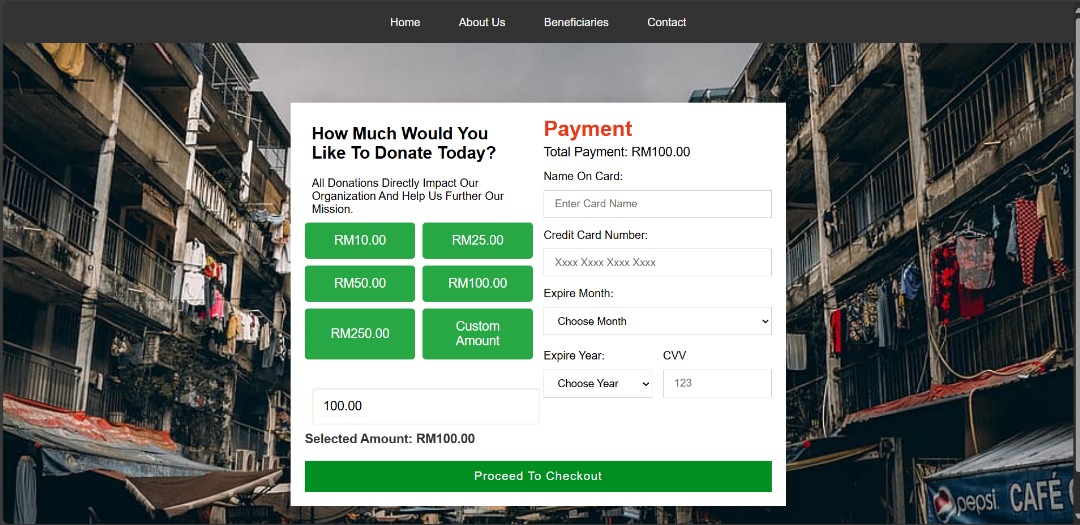 Home About Us Beneficiaries Contact
How Much Would You
Like To Donate Today?
All Donations Directly Impact Our
Organization And Help Us Further Our
Mission.
RM10.00 RM25.00
RM50.00 RM100.00
RM250.00 Custom
Amount
100.00
Selected Amount: RM100.00
Payment
Total Payment: RM100.00
Name On Card:
Enter Card Name
Credit Card Number:
Xxxx Xxxx Xxxx Xxxx
Expire Month:
Choose Month
Expire Year: CVV
Choose Year 123
Proceed To Checkout
pepsi CAFÉ